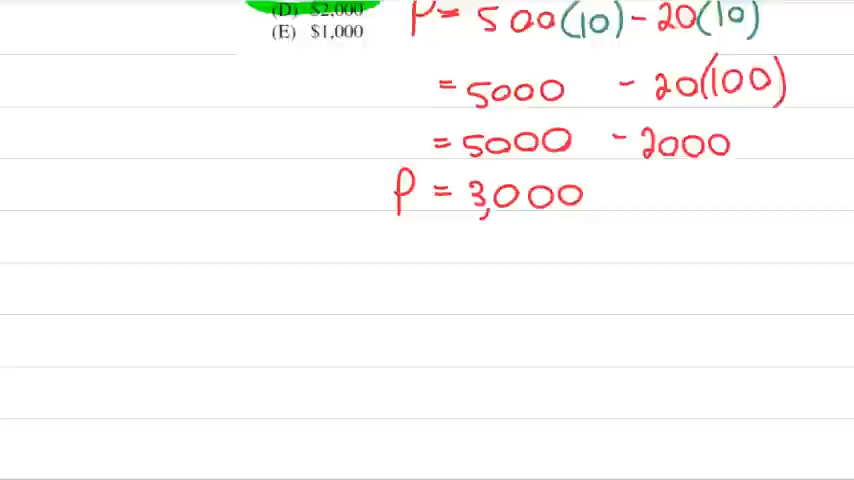 (D) $2,000
(E) $1,000
P = 500(10) - 20(10)
= 5000 - 20(100)
= 5000 - 2000
P = 3,000